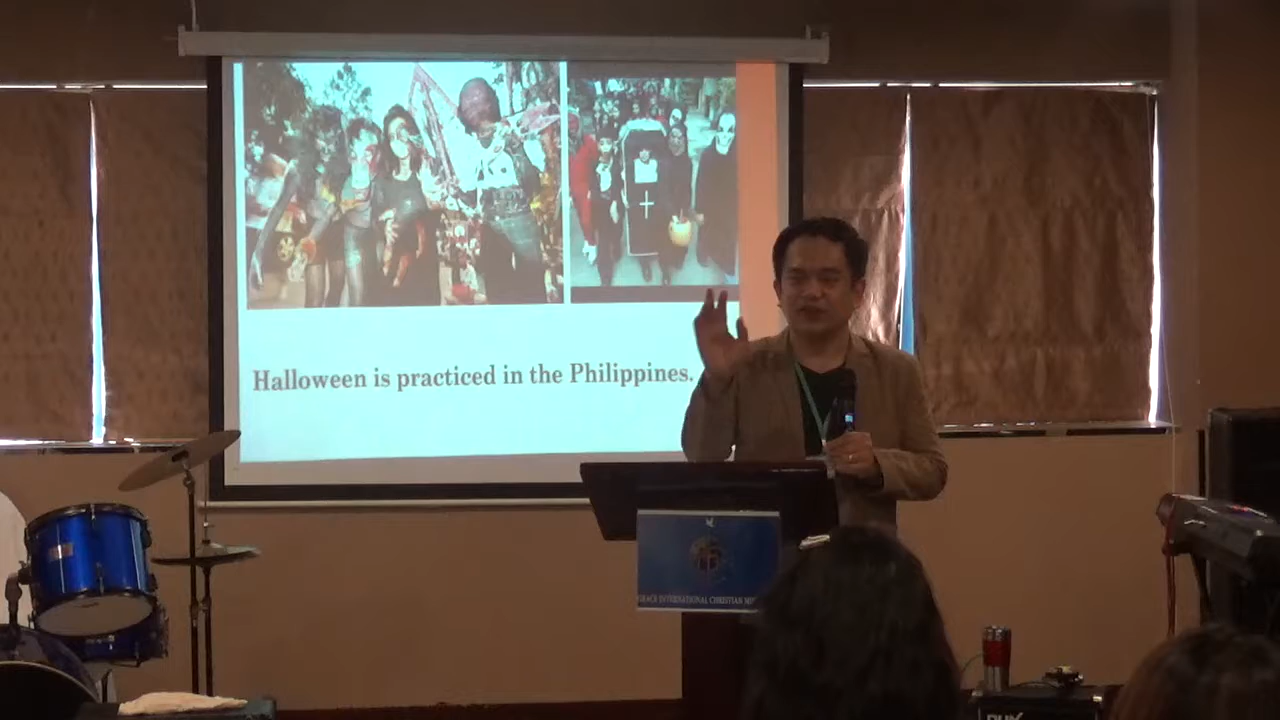 Halloween is practiced in the Philippines.
GRACE INTERNATIONAL CHRISTIAN